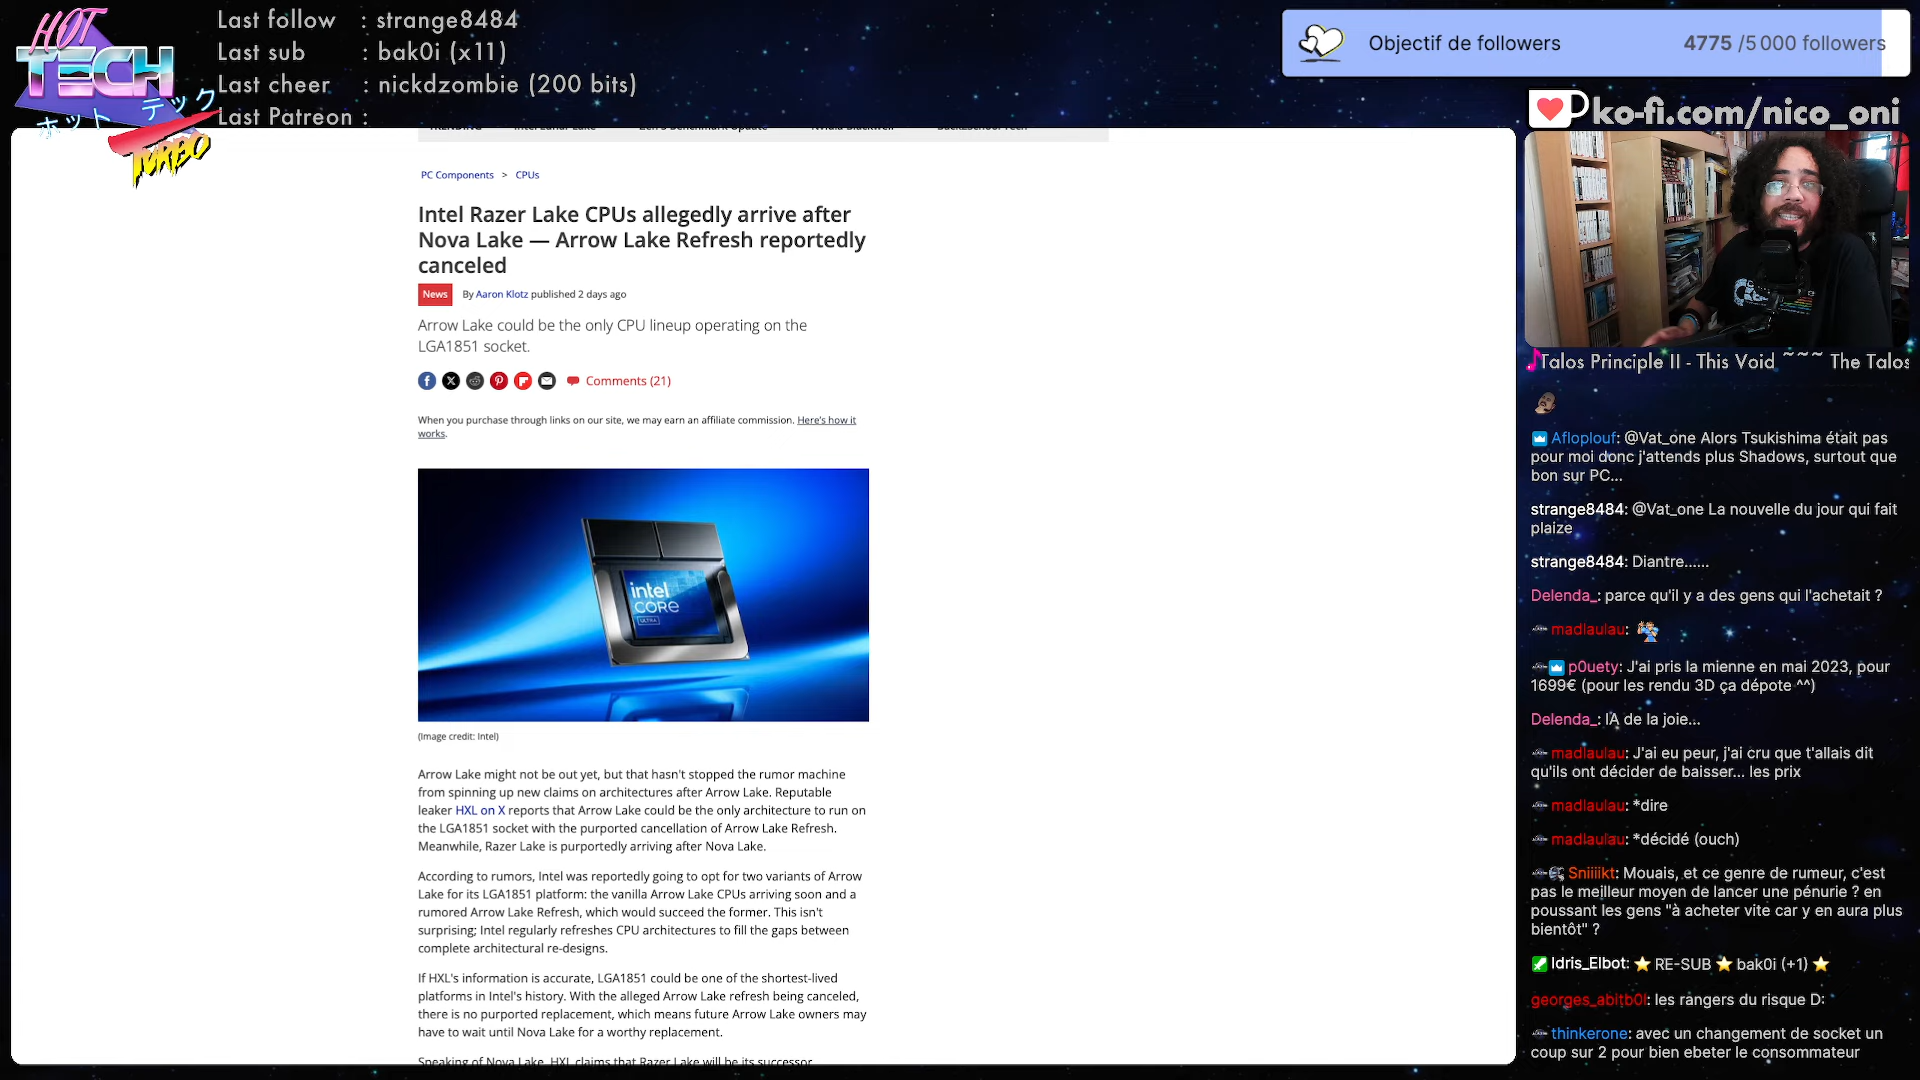 HOT
TECH
ホット テック
TURBO
Last follow : strange8484
Last sub : bak0i (x11)
Last cheer : nickdzombie (200 bits)
Last Patreon :
Objectif de followers 4775 /5 000 followers
ko-fi.com/nico_oni
PC Components > CPUs
Intel Razer Lake CPUs allegedly arrive after
Nova Lake — Arrow Lake Refresh reportedly
canceled
News By Aaron Klotz published 2 days ago
Arrow Lake could be the only CPU lineup operating on the
LGA1851 socket.
Comments (21)
When you purchase through links on our site, we may earn an affiliate commission. Here's how it
works.
intel
CORE
ULTRA
(Image credit: Intel)
Arrow Lake might not be out yet, but that hasn't stopped the rumor machine
from spinning up new claims on architectures after Arrow Lake. Reputable
leaker HXL on X reports that Arrow Lake could be the only architecture to run on
the LGA1851 socket with the purported cancellation of Arrow Lake Refresh.
Meanwhile, Razer Lake is purportedly arriving after Nova Lake.
According to rumors, Intel was reportedly going to opt for two variants of Arrow
Lake for its LGA1851 platform: the vanilla Arrow Lake CPUs arriving soon and a
rumored Arrow Lake Refresh, which would succeed the former. This isn't
surprising; Intel regularly refreshes CPU architectures to fill the gaps between
complete architectural re-designs.
If HXL's information is accurate, LGA1851 could be one of the shortest-lived
platforms in Intel's history. With the alleged Arrow Lake refresh being canceled,
there is no purported replacement, which means future Arrow Lake owners may
have to wait until Nova Lake for a worthy replacement.
Speaking of Nova Lake, HXL claims that Razer Lake will be its successor
Talos Principle II - This Void ~~~ The Talos
Afloplouf: @Vat_one Alors Tsukishima était pas
pour moi donc j'attends plus Shadows, surtout que
bon sur PC...
strange8484: @Vat_one La nouvelle du jour qui fait
plaize
strange8484: Diantre......
Delenda_: parce qu'il y a des gens qui l'achetait ?
madlaulau:
p0uety: J'ai pris la mienne en mai 2023, pour
1699€ (pour les rendu 3D ça dépote ^^)
Delenda_: IA de la joie...
madlaulau: J'ai eu peur, j'ai cru que t'allais dit
qu'ils ont décider de baisser... les prix
madlaulau: *dire
madlaulau: *décidé (ouch)
Sniiiikt: Mouais, et ce genre de rumeur, c'est
pas le meilleur moyen de lancer une pénurie ? en
poussant les gens "à acheter vite car y en aura plus
bientôt" ?
Idris_Elbot: ⭐ RE-SUB ⭐ bak0i (+1) ⭐
georges_abitb0l: les rangers du risque D:
thinkerone: avec un changement de socket un
coup sur 2 pour bien ebeter le consommateur